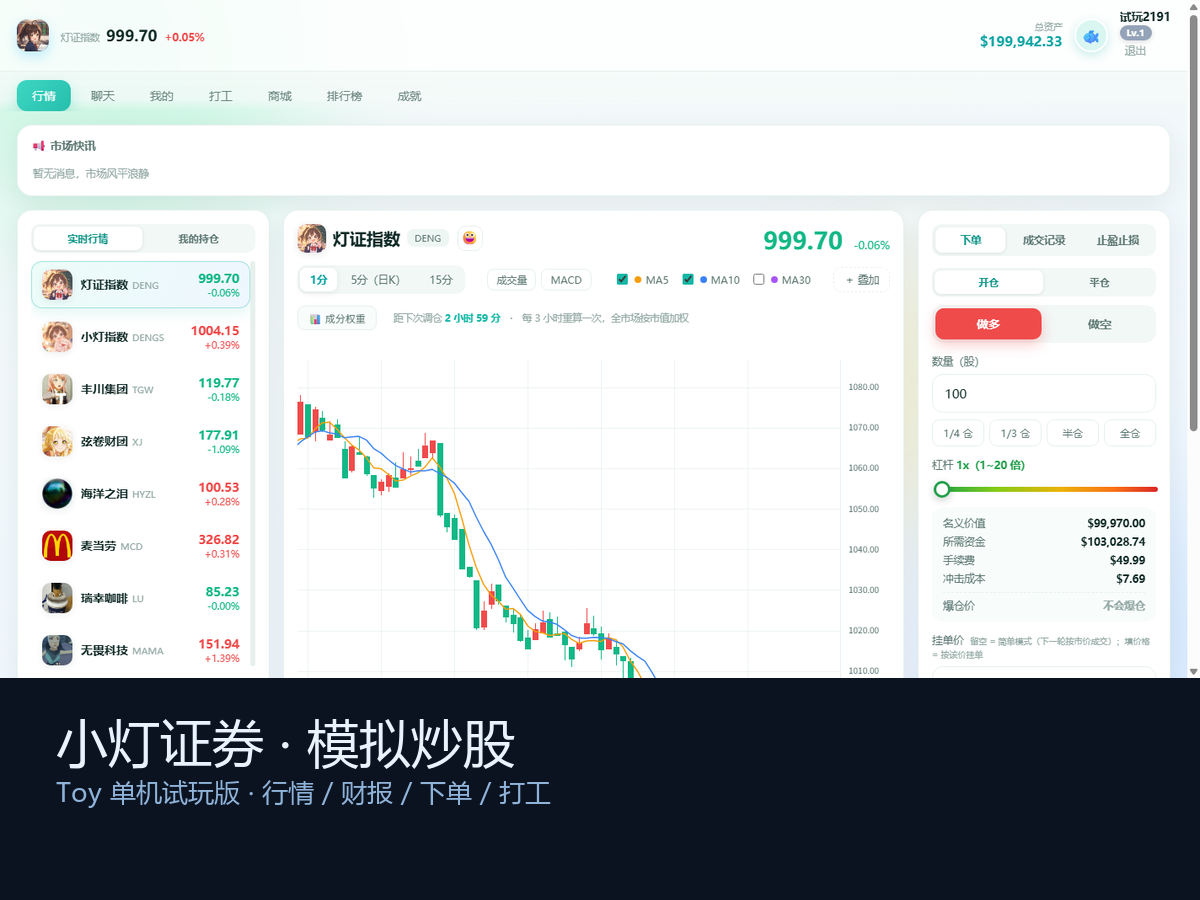 灯证指数 999.70 +0.05%
总资产
$199,942.33
试玩2191
Lv.1
退出
行情 聊天 我的 打工 商城 排行榜 成就
市场快讯
暂无消息，市场风平浪静
实时行情 我的持仓
灯证指数 DENG 999.70 -0.06%
小灯指数 DENGS 1004.15 +0.39%
丰川集团 TGW 119.77 -0.18%
弦卷财团 XJ 177.91 -1.09%
海洋之泪 HYZL 100.53 +0.28%
麦当劳 MCD 326.82 +0.31%
瑞幸咖啡 LU 85.23 -0.00%
无畏科技 MAMA 151.94 +1.39%
灯证指数 DENG 999.70 -0.06%
1分 5分（日K） 15分 成交量 MACD MA5 MA10 MA30 + 叠加
成分权重 距下次调仓 2 小时 59 分 · 每 3 小时重算一次，全市场按市值加权
1080.00
1070.00
1060.00
1050.00
1040.00
1030.00
1020.00
1010.00
下单 成交记录 止盈止损
开仓 平仓
做多 做空
数量（股）
100
1/4 仓 1/3 仓 半仓 全仓
杠杆 1x（1~20 倍）
名义价值 $99,970.00
所需资金 $103,028.74
手续费 $49.99
冲击成本 $7.69
爆仓价 不会爆仓
挂单价 留空 = 简单模式（下一轮按市价成交）；填价格
= 按该价挂单
小灯证券 · 模拟炒股
Toy 单机试玩版 · 行情 / 财报 / 下单 / 打工